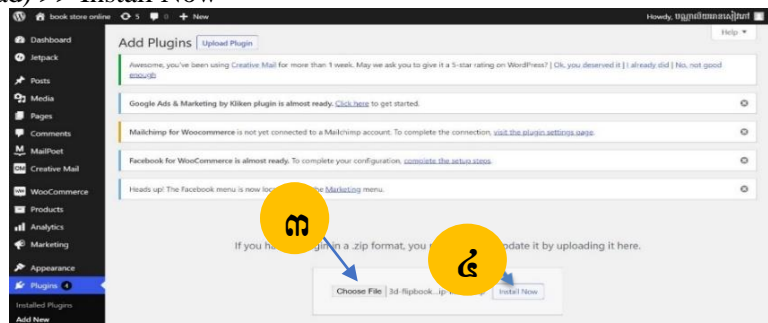 >> Install Now
book store online 5 0 + New
Howdy, បណ្ណាល័យ
Help ▼
Dashboard
Jetpack
Posts
Media
Pages
Comments
MailPoet
Creative Mail
WooCommerce
Products
Analytics
Marketing
Appearance
Plugins 4
Installed Plugins
Add New
Add Plugins Upload Plugin
Awesome, you've been using Creative Mail for more than 1 week. May we ask you to give it a 5-star rating on WordPress? | Ok, you deserved it | I already did | No, not good
enough
Google Ads & Marketing by Kliken plugin is almost ready. Click here to get started.
Mailchimp for Woocommerce is not yet connected to a Mailchimp account. To complete the connection, visit the plugin settings page.
Facebook for WooCommerce is almost ready. To complete your configuration, complete the setup steps.
Heads up! The Facebook menu is now the Marketing menu.
៣
៤
If you in a .zip format, you update it by uploading it here.
Choose File 3d-flipbook...ip Install Now